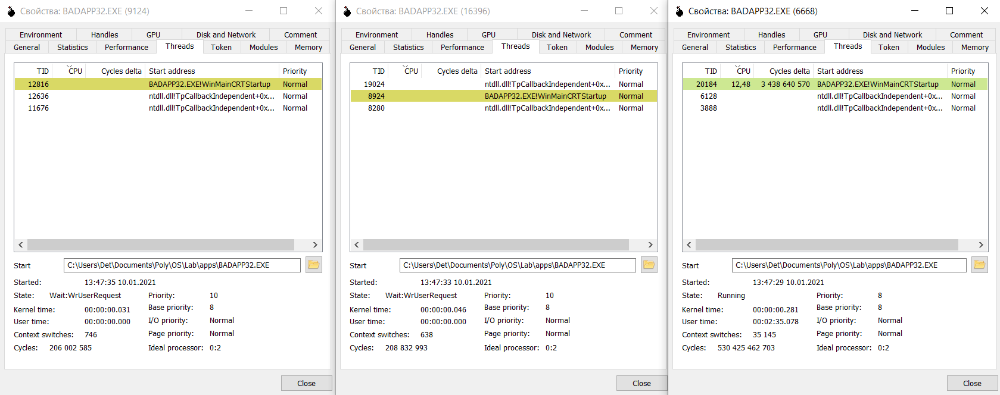 Свойства: BADAPP32.EXE (9124)
Environment Handles GPU Disk and Network Comment
General Statistics Performance Threads Token Modules Memory
TID CPU Cycles delta Start address Priority
12816 BADAPP32.EXE!WinMainCRTStartup Normal
12636 ntdll.dll!TpCallbackIndependent+0x... Normal
11676 ntdll.dll!TpCallbackIndependent+0x... Normal
Start C:\Users\Det\Documents\Poly\OS\Lab\apps\BADAPP32.EXE
Started: 13:47:35 10.01.2021
State: Wait:WrUserRequest Priority: 10
Kernel time: 00:00:00.031 Base priority: 8
User time: 00:00:00.000 I/O priority: Normal
Context switches: 746 Page priority: Normal
Cycles: 206 002 585 Ideal processor: 0:2
Close
Свойства: BADAPP32.EXE (16396)
Environment Handles GPU Disk and Network Comment
General Statistics Performance Threads Token Modules Memory
TID CPU Cycles delta Start address Priority
19024 ntdll.dll!TpCallbackIndependent+0x... Normal
8924 BADAPP32.EXE!WinMainCRTStartup Normal
8280 ntdll.dll!TpCallbackIndependent+0x... Normal
Start C:\Users\Det\Documents\Poly\OS\Lab\apps\BADAPP32.EXE
Started: 13:47:33 10.01.2021
State: Wait:WrUserRequest Priority: 10
Kernel time: 00:00:00.046 Base priority: 8
User time: 00:00:00.000 I/O priority: Normal
Context switches: 638 Page priority: Normal
Cycles: 208 832 993 Ideal processor: 0:2
Close
Свойства: BADAPP32.EXE (6668)
Environment Handles GPU Disk and Network Comment
General Statistics Performance Threads Token Modules Memory
TID CPU Cycles delta Start address Priority
20184 12,48 3 438 640 570 BADAPP32.EXE!WinMainCRTStartup Normal
6128 ntdll.dll!TpCallbackIndependent+0x... Normal
3888 ntdll.dll!TpCallbackIndependent+0x... Normal
Start C:\Users\Det\Documents\Poly\OS\Lab\apps\BADAPP32.EXE
Started: 13:47:29 10.01.2021
State: Running Priority: 8
Kernel time: 00:00:00.281 Base priority: 8
User time: 00:02:35.078 I/O priority: Normal
Context switches: 35 145 Page priority: Normal
Cycles: 530 425 462 703 Ideal processor: 0:2
Close